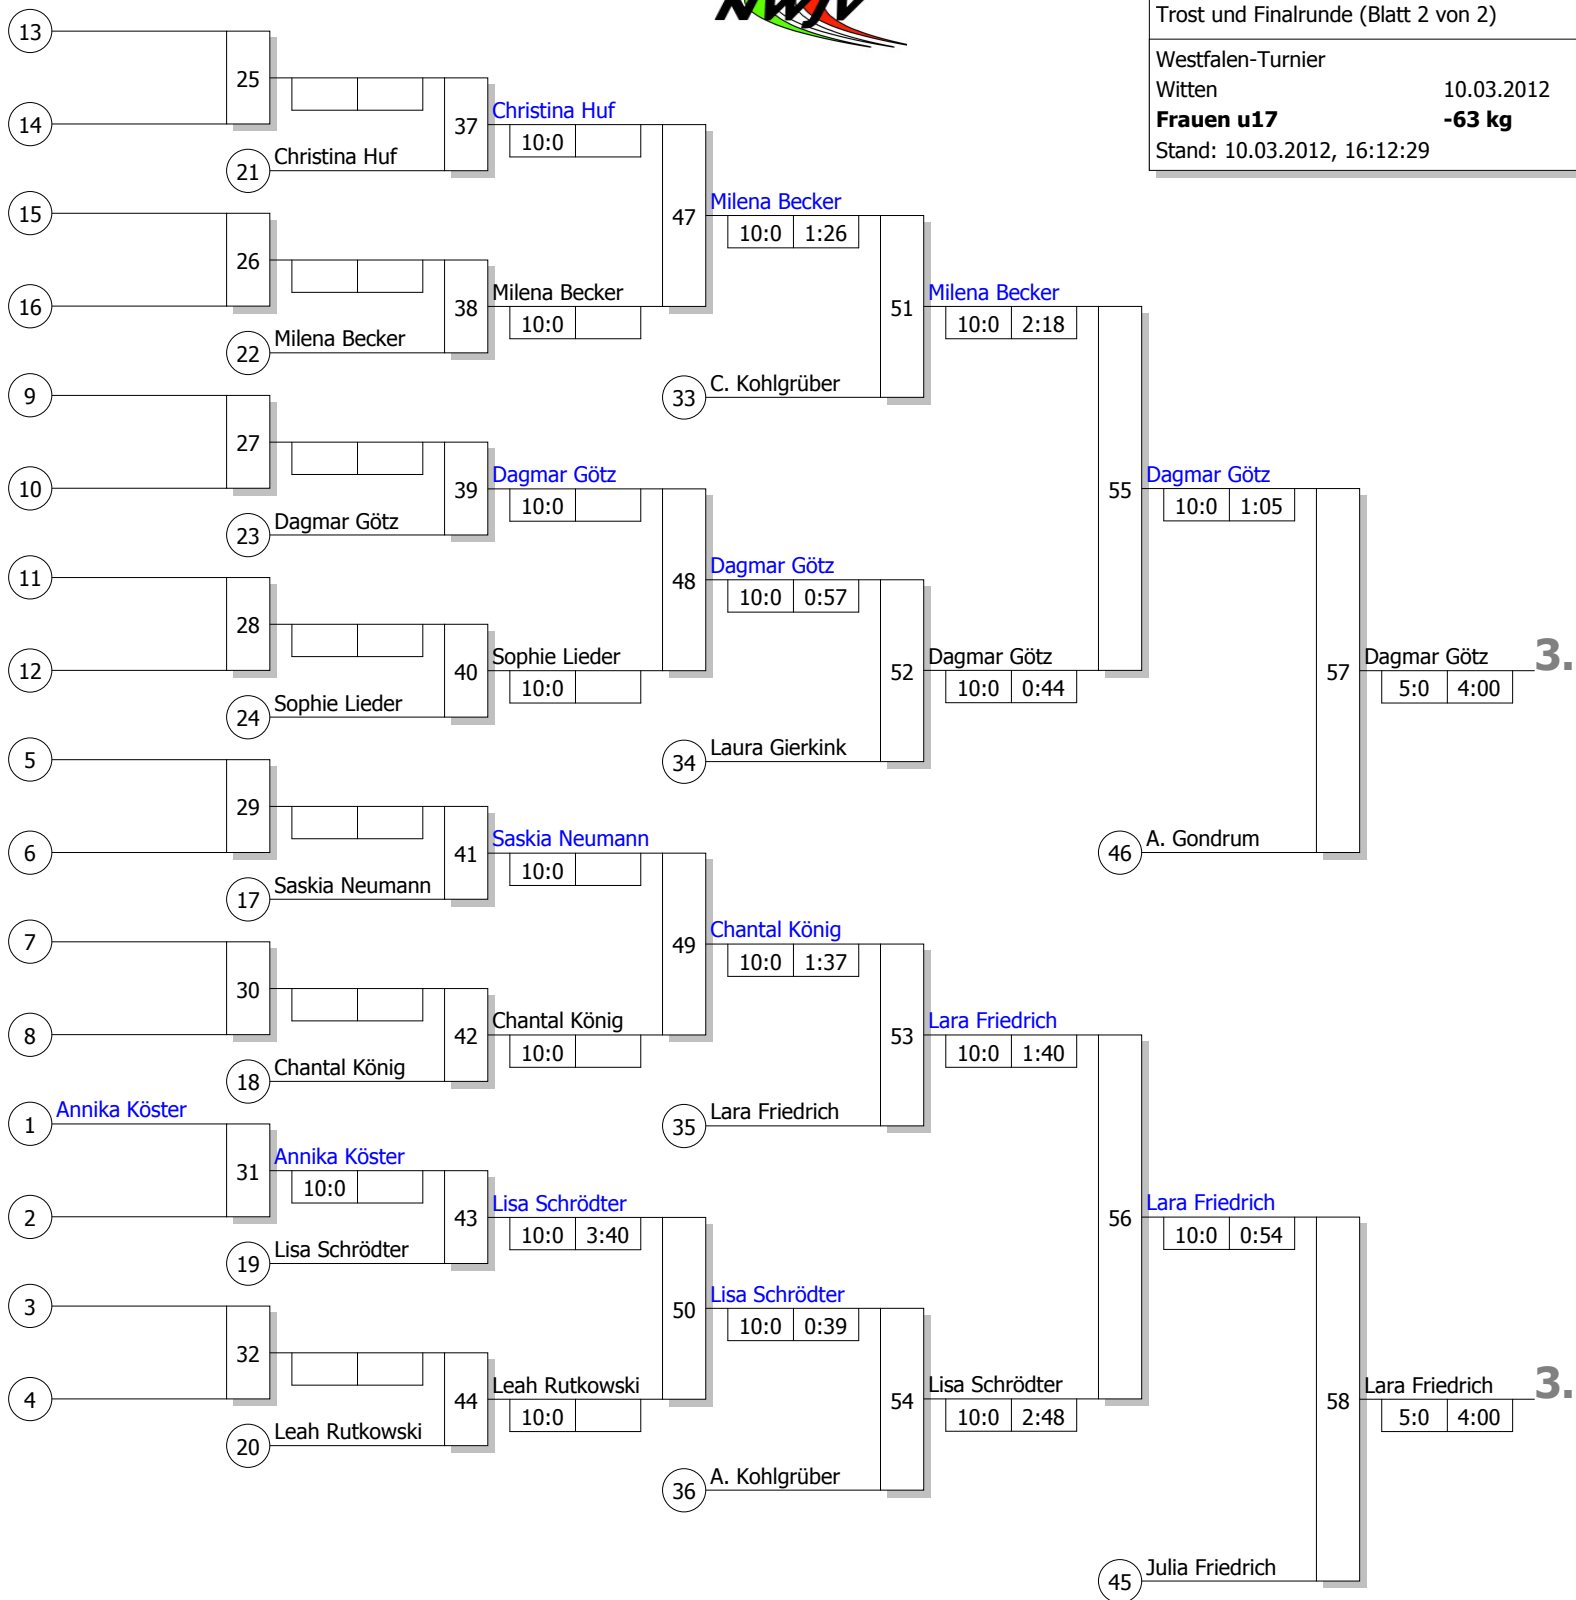 NWJV
Trost und Finalrunde (Blatt 2 von 2)
Westfalen-Turnier
Witten 10.03.2012
Frauen u17 -63 kg
Stand: 10.03.2012, 16:12:29
13
25
14
37
Christina Huf
10:0
21 Christina Huf
15
47
Milena Becker
10:0 1:26
26
16
38
Milena Becker
10:0
22 Milena Becker
51
Milena Becker
10:0 2:18
33 C. Kohlgrüber
9
27
10
39
Dagmar Götz
10:0
23 Dagmar Götz
55
Dagmar Götz
10:0 1:05
11
48
Dagmar Götz
10:0 0:57
28
12
40
Sophie Lieder
10:0
24 Sophie Lieder
52
Dagmar Götz
10:0 0:44
34 Laura Gierkink
57
Dagmar Götz 3.
5:0 4:00
5
29
6
41
Saskia Neumann
10:0
17 Saskia Neumann
46 A. Gondrum
7
49
Chantal König
10:0 1:37
30
8
42
Chantal König
10:0
18 Chantal König
53
Lara Friedrich
10:0 1:40
35 Lara Friedrich
1 Annika Köster
31
Annika Köster
10:0
2
43
Lisa Schrödter
10:0 3:40
19 Lisa Schrödter
56
Lara Friedrich
10:0 0:54
3
50
Lisa Schrödter
10:0 0:39
32
4
44
Leah Rutkowski
10:0
20 Leah Rutkowski
54
Lisa Schrödter
10:0 2:48
36 A. Kohlgrüber
58
Lara Friedrich 3.
5:0 4:00
45 Julia Friedrich